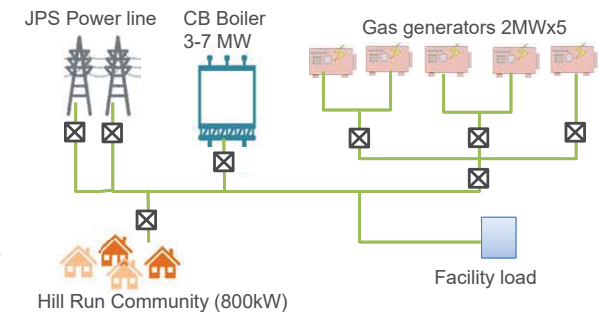 JPS Power line
CB Boiler
3-7 MW
Gas generators 2MWx5
Facility load
Hill Run Community (800kW)